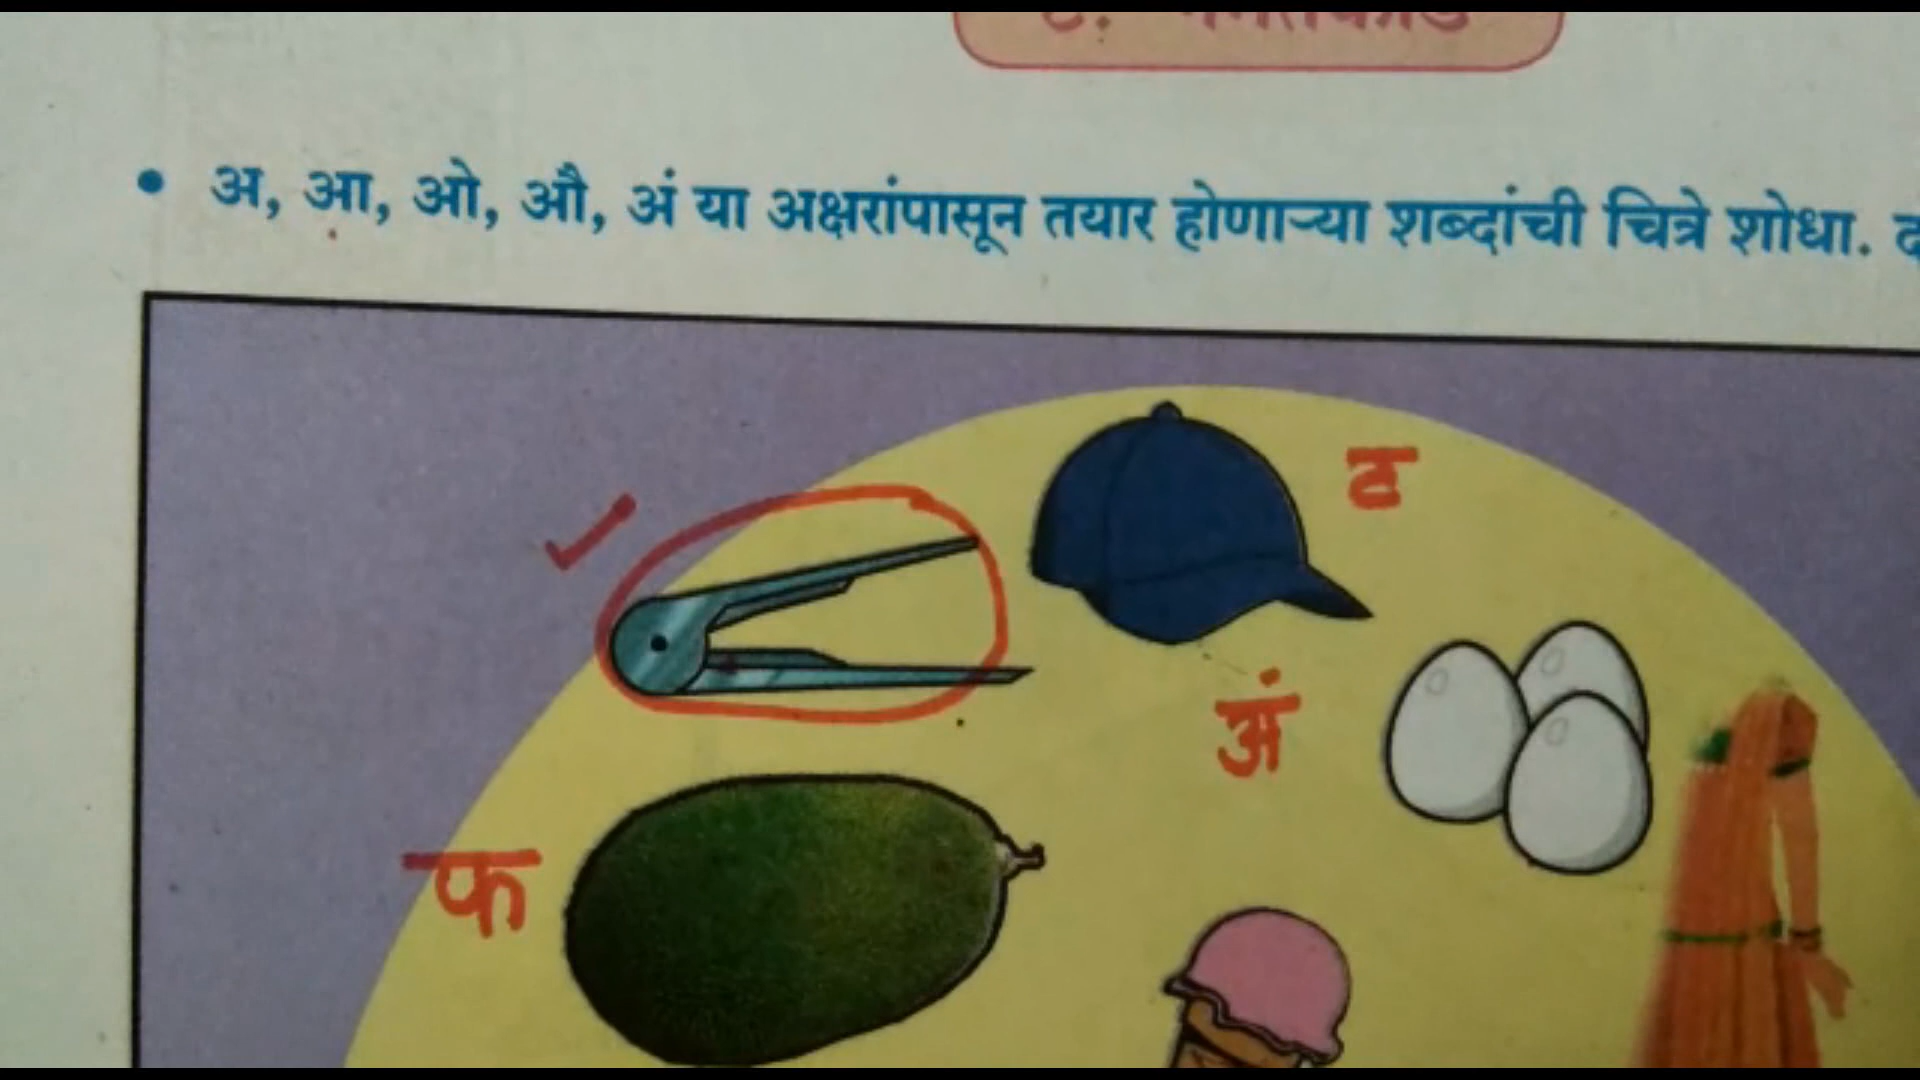 • अ, आ, ओ, औ, अं या अक्षरांपासून तयार होणाऱ्या शब्दांची चित्रे शोधा.
ठ
अं
फ